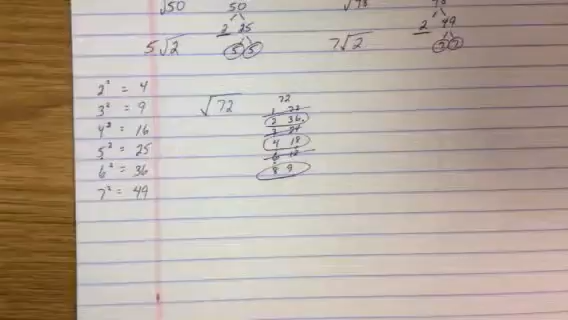 √50 50 √98 98
2 25 2 49
5√2 5 5 7√2 7 7
2² = 4
3² = 9 √72 72
4² = 16 1 72
5² = 25 2 36
6² = 36 3 24
7² = 49 4 18
6 12
8 9